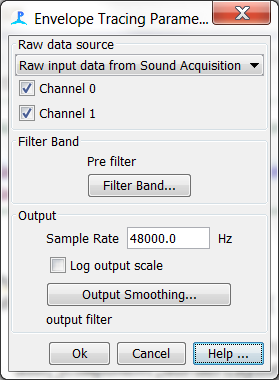 Envelope Tracing Parame...
Raw data source
Raw input data from Sound Acquisition
Channel 0
Channel 1
Filter Band
Pre filter
Filter Band...
Output
Sample Rate 48000.0 Hz
Log output scale
Output Smoothing...
output filter
Ok Cancel Help ...